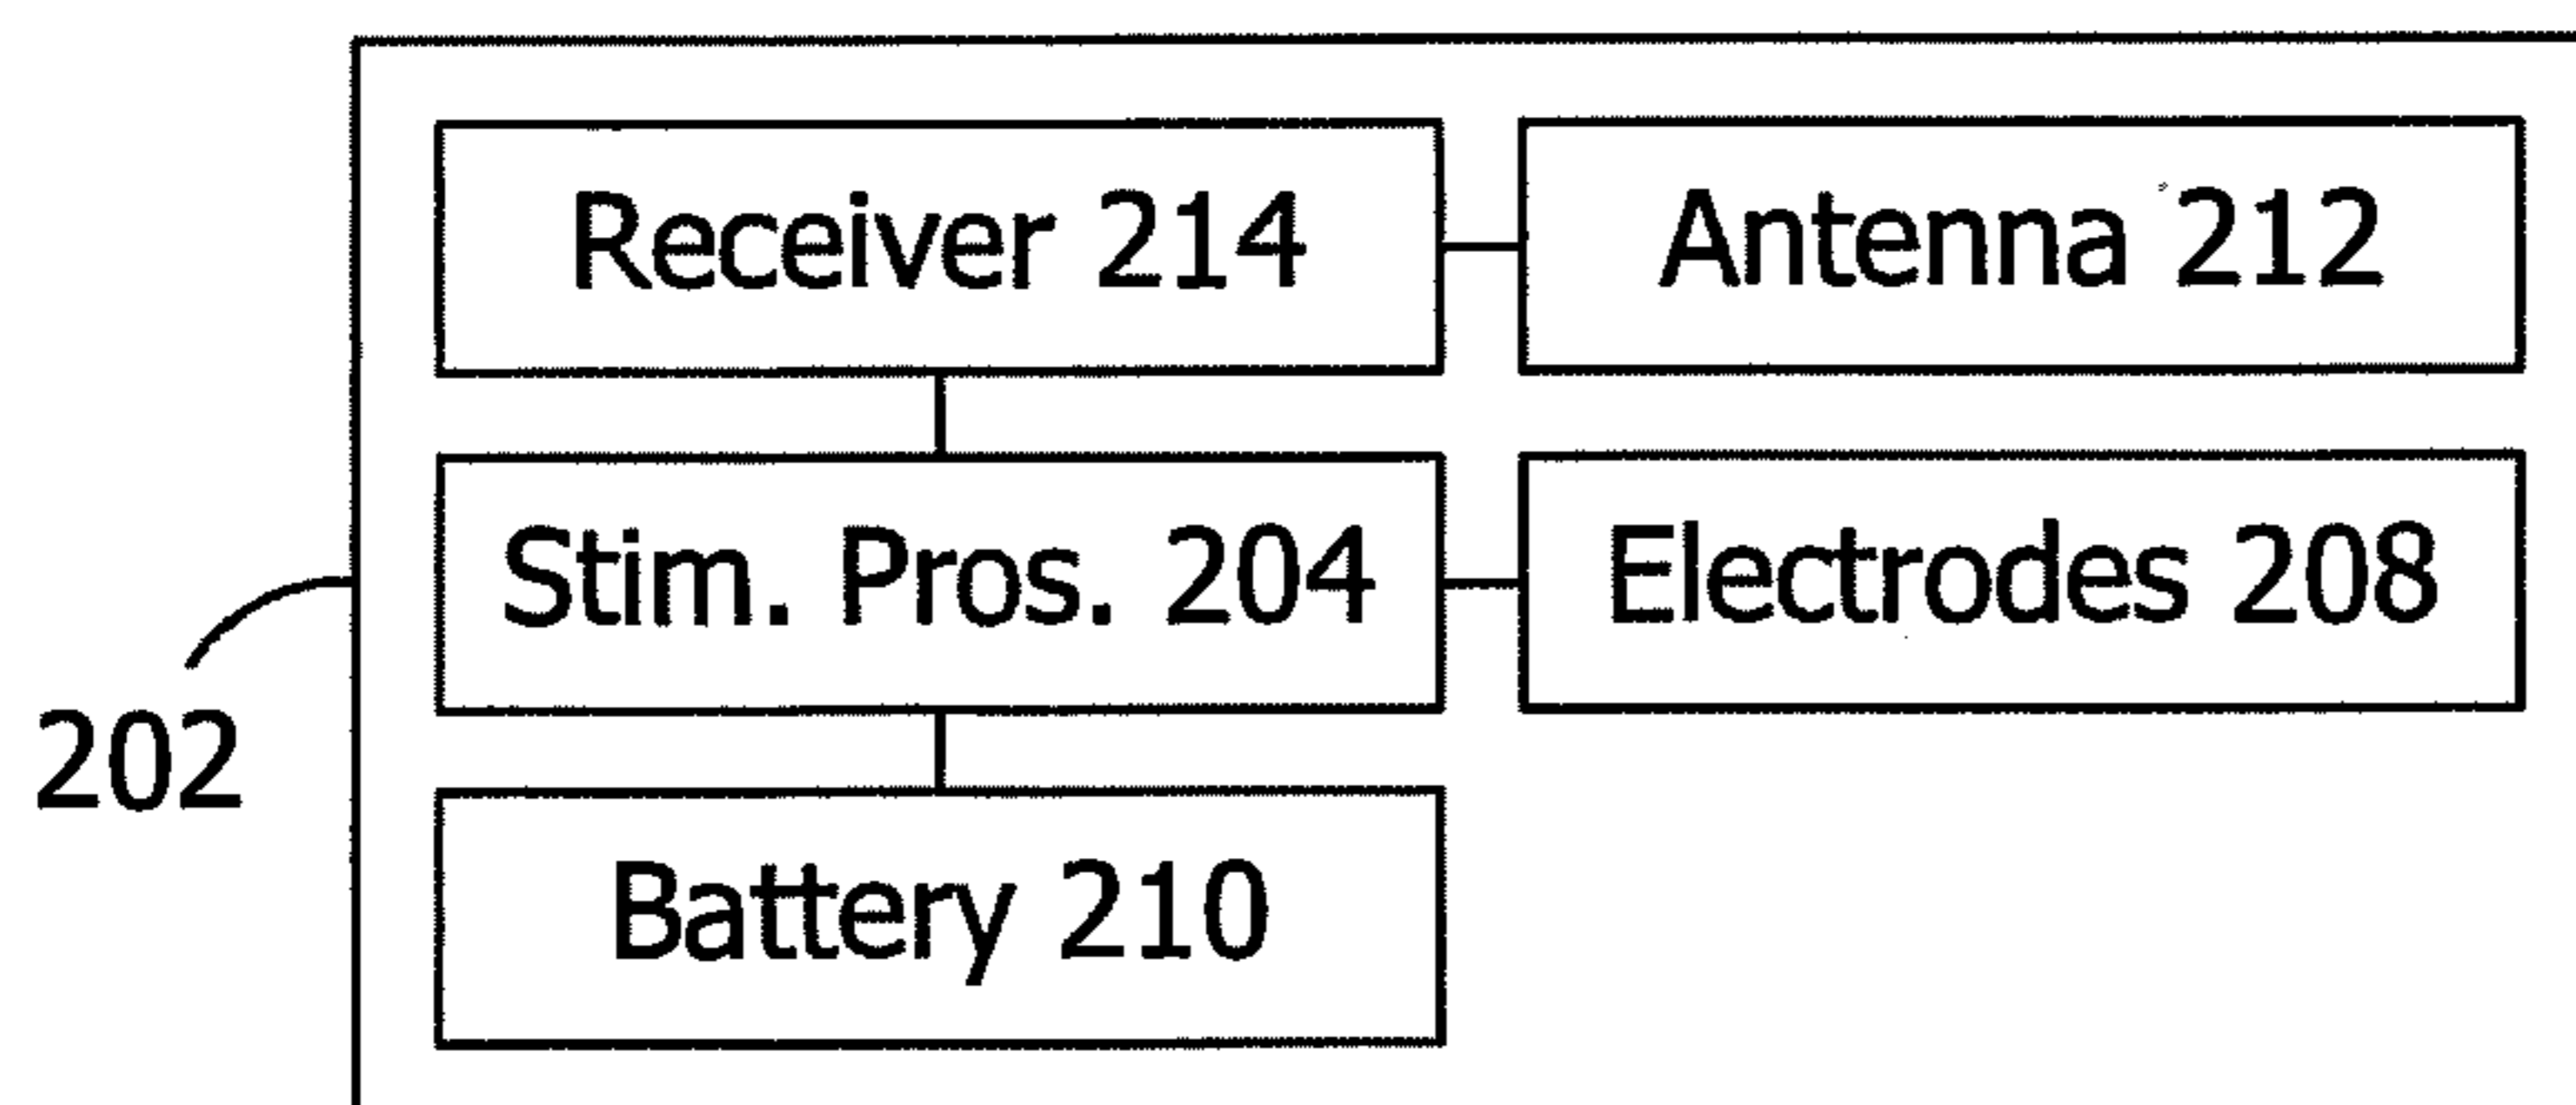 Receiver 214
Antenna 212
Stim. Pros. 204
Electrodes 208
202
Battery 210